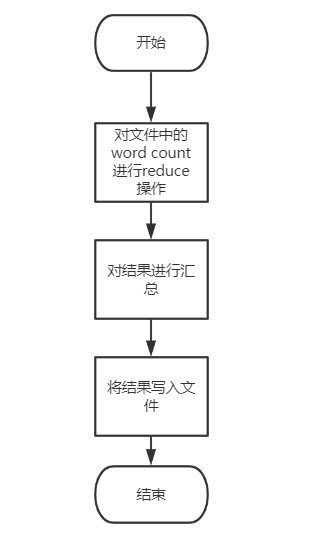 开始
对文件中的
word count
进行reduce
操作
对结果进行汇
总
将结果写入文
件
结束